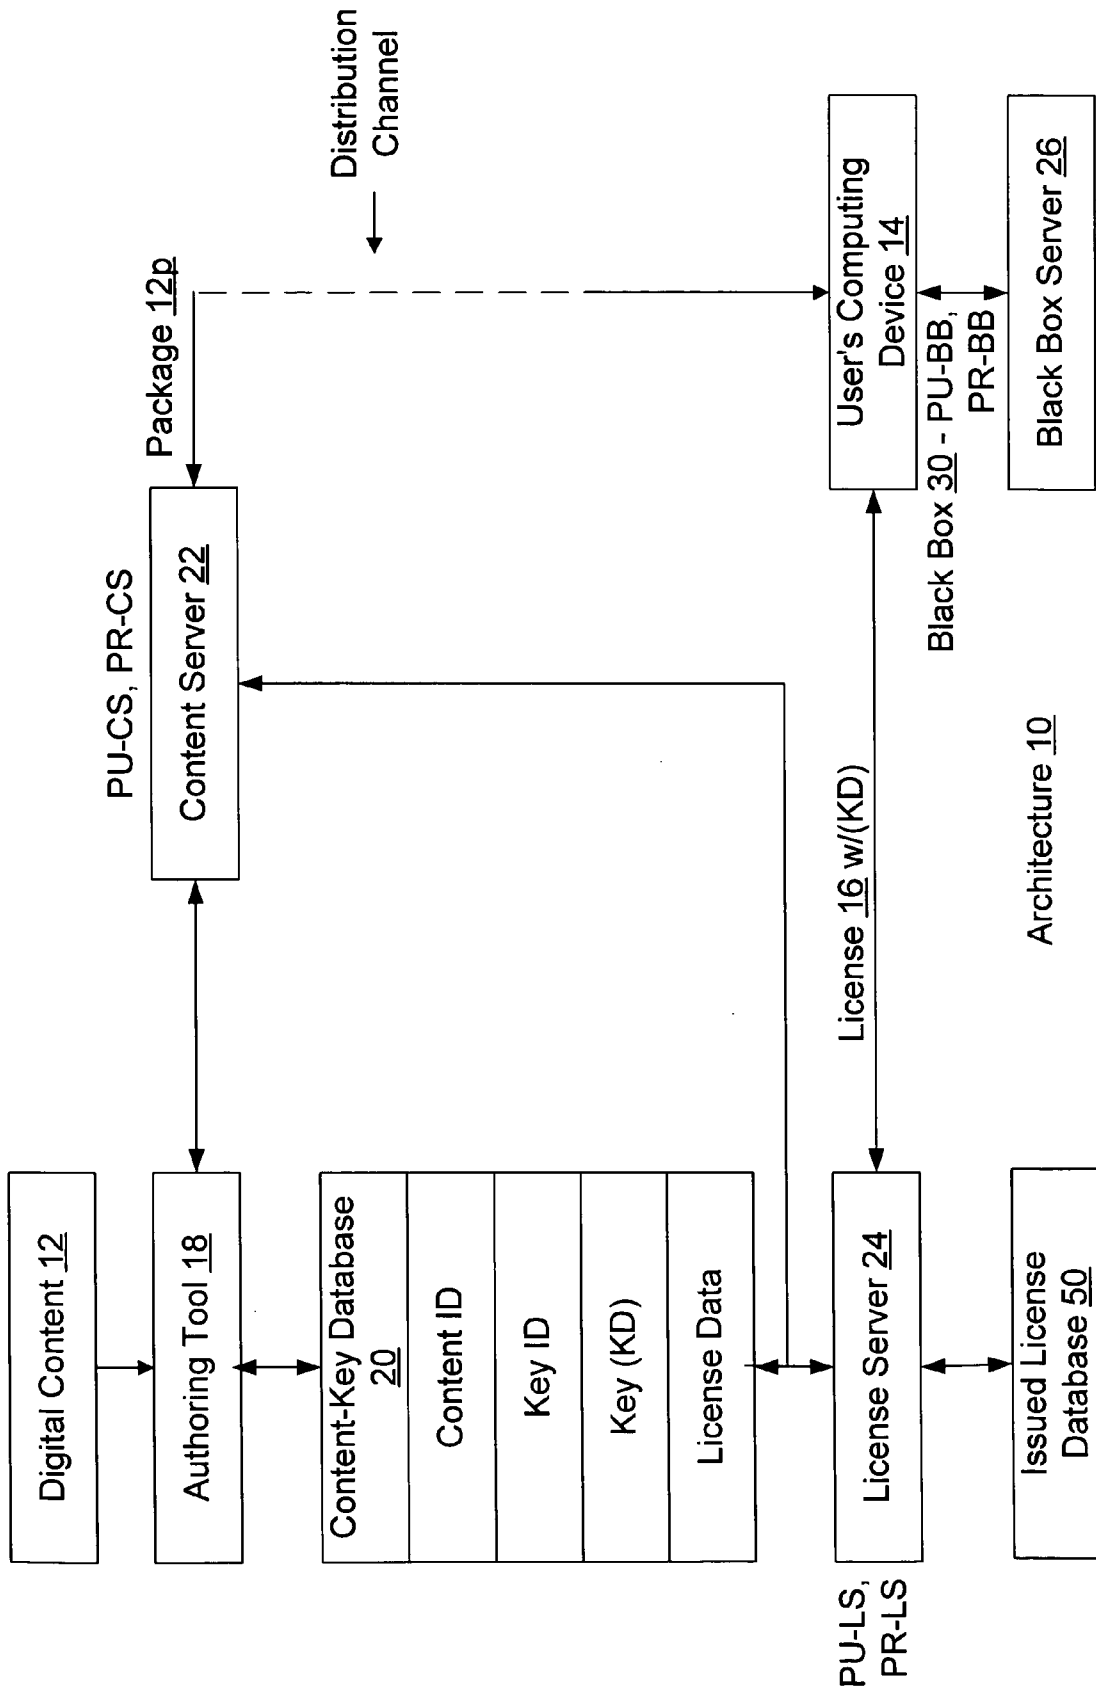 Digital Content 12
Authoring Tool 18
Content-Key Database
20
Content ID
Key ID
Key (KD)
License Data
PU-LS,
PR-LS
License Server 24
Issued License
Database 50
PU-CS, PR-CS
Content Server 22
Package 12p
Distribution
Channel
License 16 w/(KD)
User's Computing
Device 14
Black Box 30 - PU-BB,
PR-BB
Black Box Server 26
Architecture 10